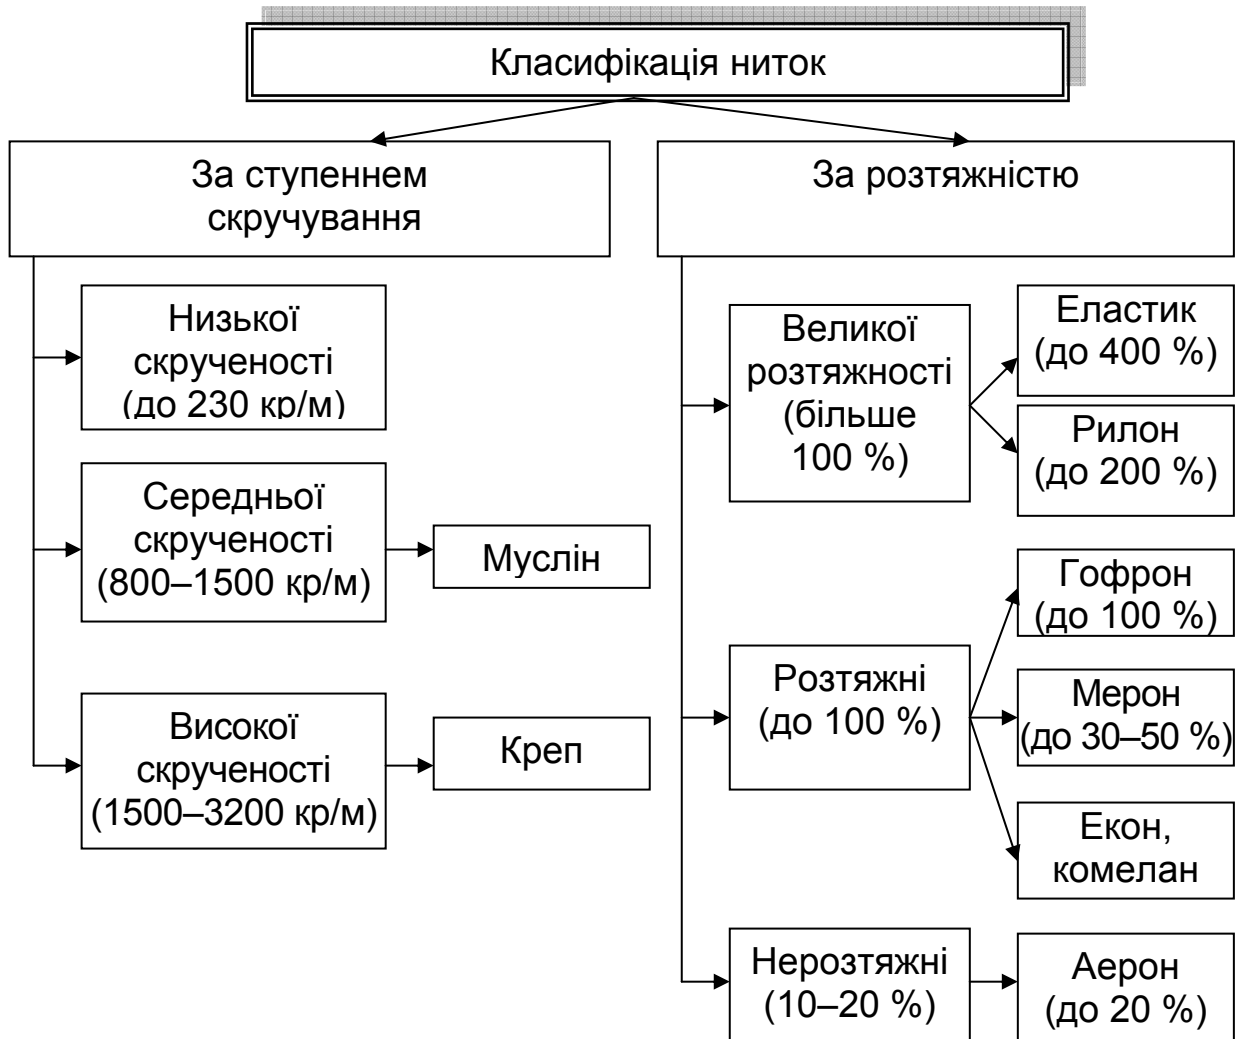 Класифікація ниток
За ступеннем
скручування
Низької
скрученості
(до 230 кр/м)
Середньої
скрученості
(800–1500 кр/м)
Муслін
Високої
скрученості
(1500–3200 кр/м)
Креп
За розтяжністю
Великої
розтяжності
(більше
100 %)
Еластик
(до 400 %)
Рилон
(до 200 %)
Розтяжні
(до 100 %)
Гофрон
(до 100 %)
Мерон
(до 30–50 %)
Екон,
комелан
Нерозтяжні
(10–20 %)
Аерон
(до 20 %)